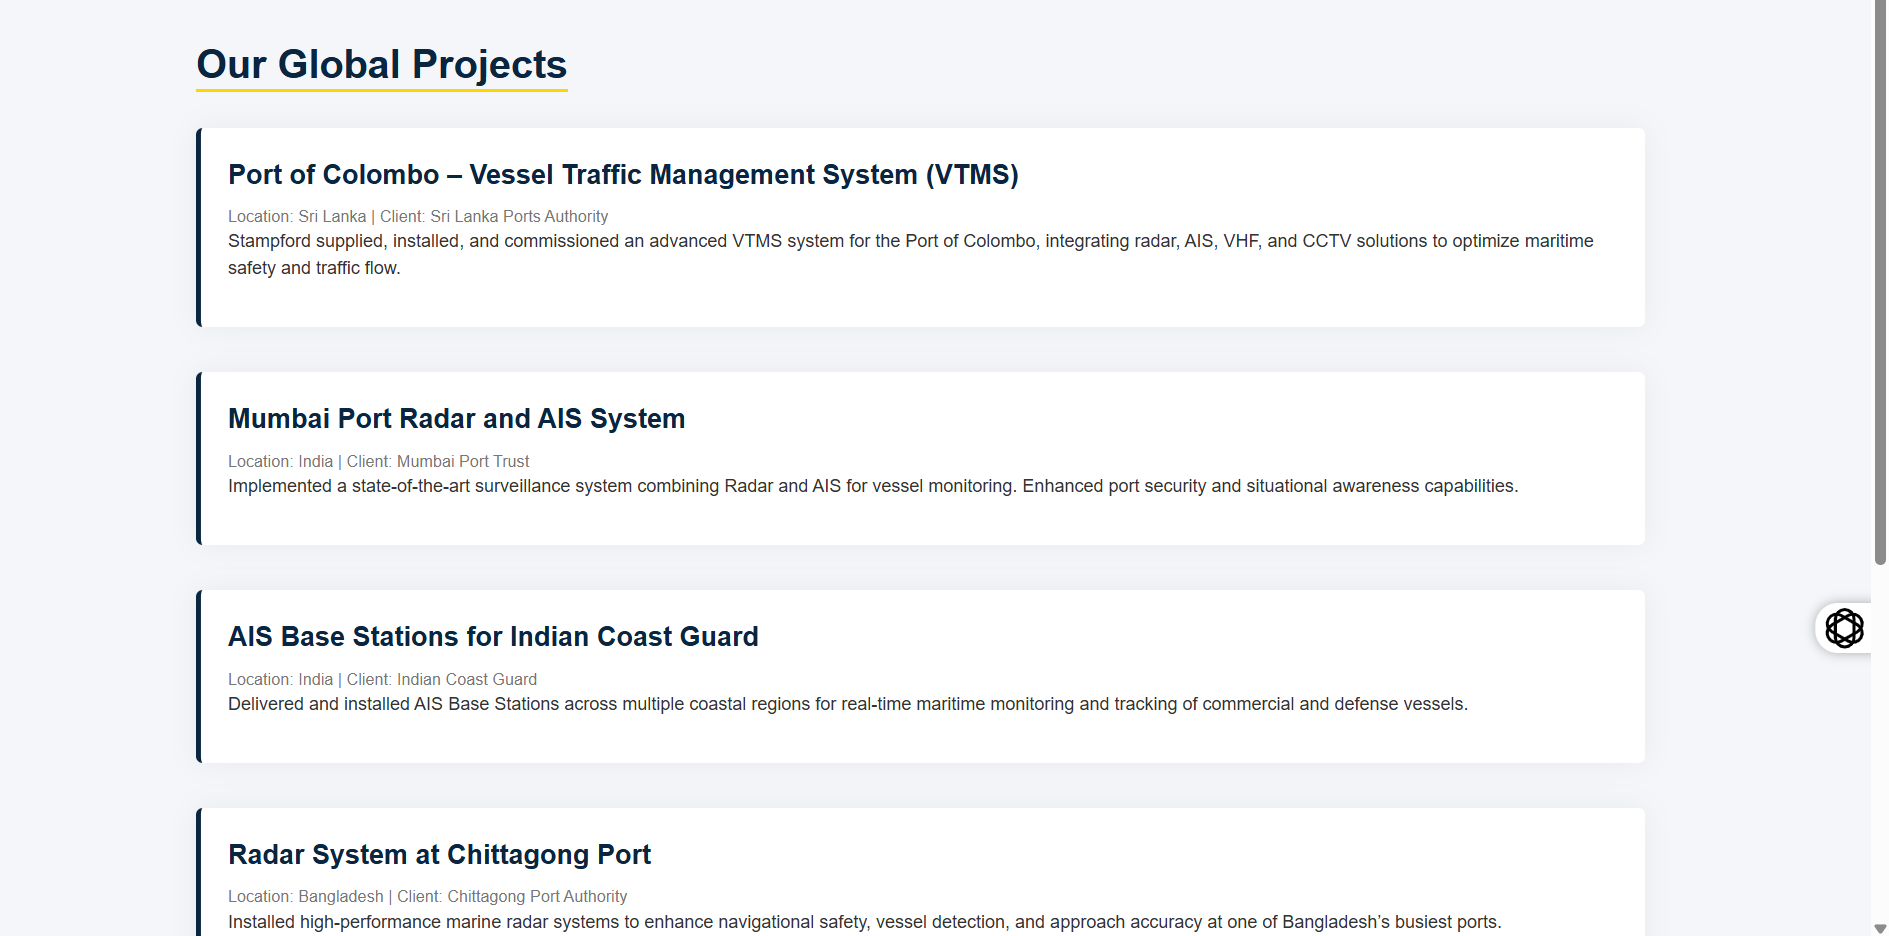 Our Global Projects
Port of Colombo – Vessel Traffic Management System (VTMS)
Location: Sri Lanka | Client: Sri Lanka Ports Authority
Stampford supplied, installed, and commissioned an advanced VTMS system for the Port of Colombo, integrating radar, AIS, VHF, and CCTV solutions to optimize maritime
safety and traffic flow.
Mumbai Port Radar and AIS System
Location: India | Client: Mumbai Port Trust
Implemented a state-of-the-art surveillance system combining Radar and AIS for vessel monitoring. Enhanced port security and situational awareness capabilities.
AIS Base Stations for Indian Coast Guard
Location: India | Client: Indian Coast Guard
Delivered and installed AIS Base Stations across multiple coastal regions for real-time maritime monitoring and tracking of commercial and defense vessels.
Radar System at Chittagong Port
Location: Bangladesh | Client: Chittagong Port Authority
Installed high-performance marine radar systems to enhance navigational safety, vessel detection, and approach accuracy at one of Bangladesh’s busiest ports.